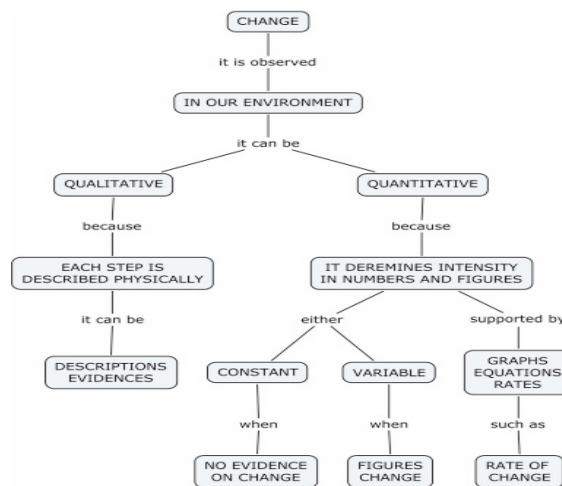 CHANGE
it is observed
IN OUR ENVIRONMENT
it can be
QUALITATIVE
QUANTITATIVE
because
because
EACH STEP IS
DESCRIBED PHYSICALLY
IT DEREMINES INTENSITY
IN NUMBERS AND FIGURES
it can be
either
supported by
DESCRIPTIONS
EVIDENCES
CONSTANT
VARIABLE
GRAPHS
EQUATIONS
RATES
when
when
such as
NO EVIDENCE
ON CHANGE
FIGURES
CHANGE
RATE OF
CHANGE